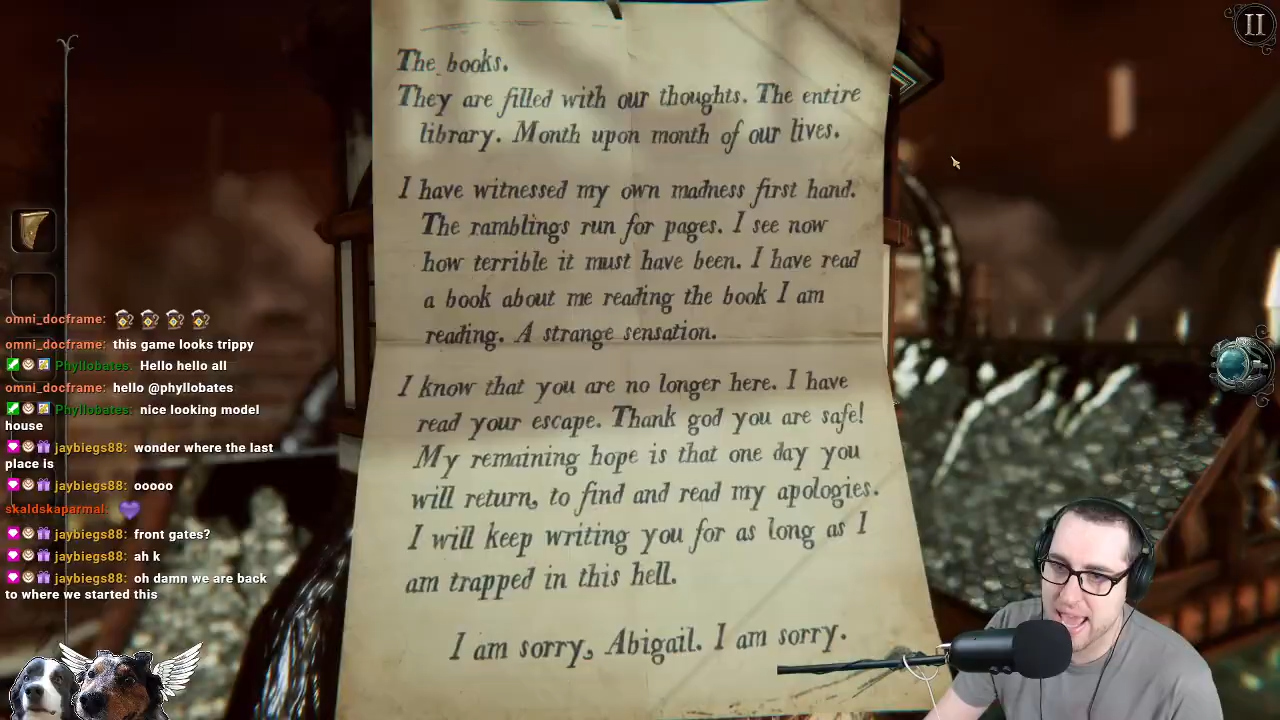 The books.
They are filled with our thoughts. The entire
library. Month upon month of our lives.
I have witnessed my own madness first hand.
The ramblings run for pages. I see now
how terrible it must have been. I have read
a book about me reading the book I am
reading. A strange sensation.
I know that you are no longer here. I have
read your escape. Thank god you are safe!
My remaining hope is that one day you
will return, to find and read my apologies.
I will keep writing you for as long as I
am trapped in this hell.
I am sorry, Abigail. I am sorry.
omni_docframe:
omni_docframe: this game looks trippy
Phyllobates: Hello hello all
omni_docframe: hello @phyllobates
Phyllobates: nice looking model
house
jaybiegs88: wonder where the last
place is
jaybiegs88: ooooo
skaldskaparmal:
jaybiegs88: front gates?
jaybiegs88: ah k
jaybiegs88: oh damn we are back
to where we started this